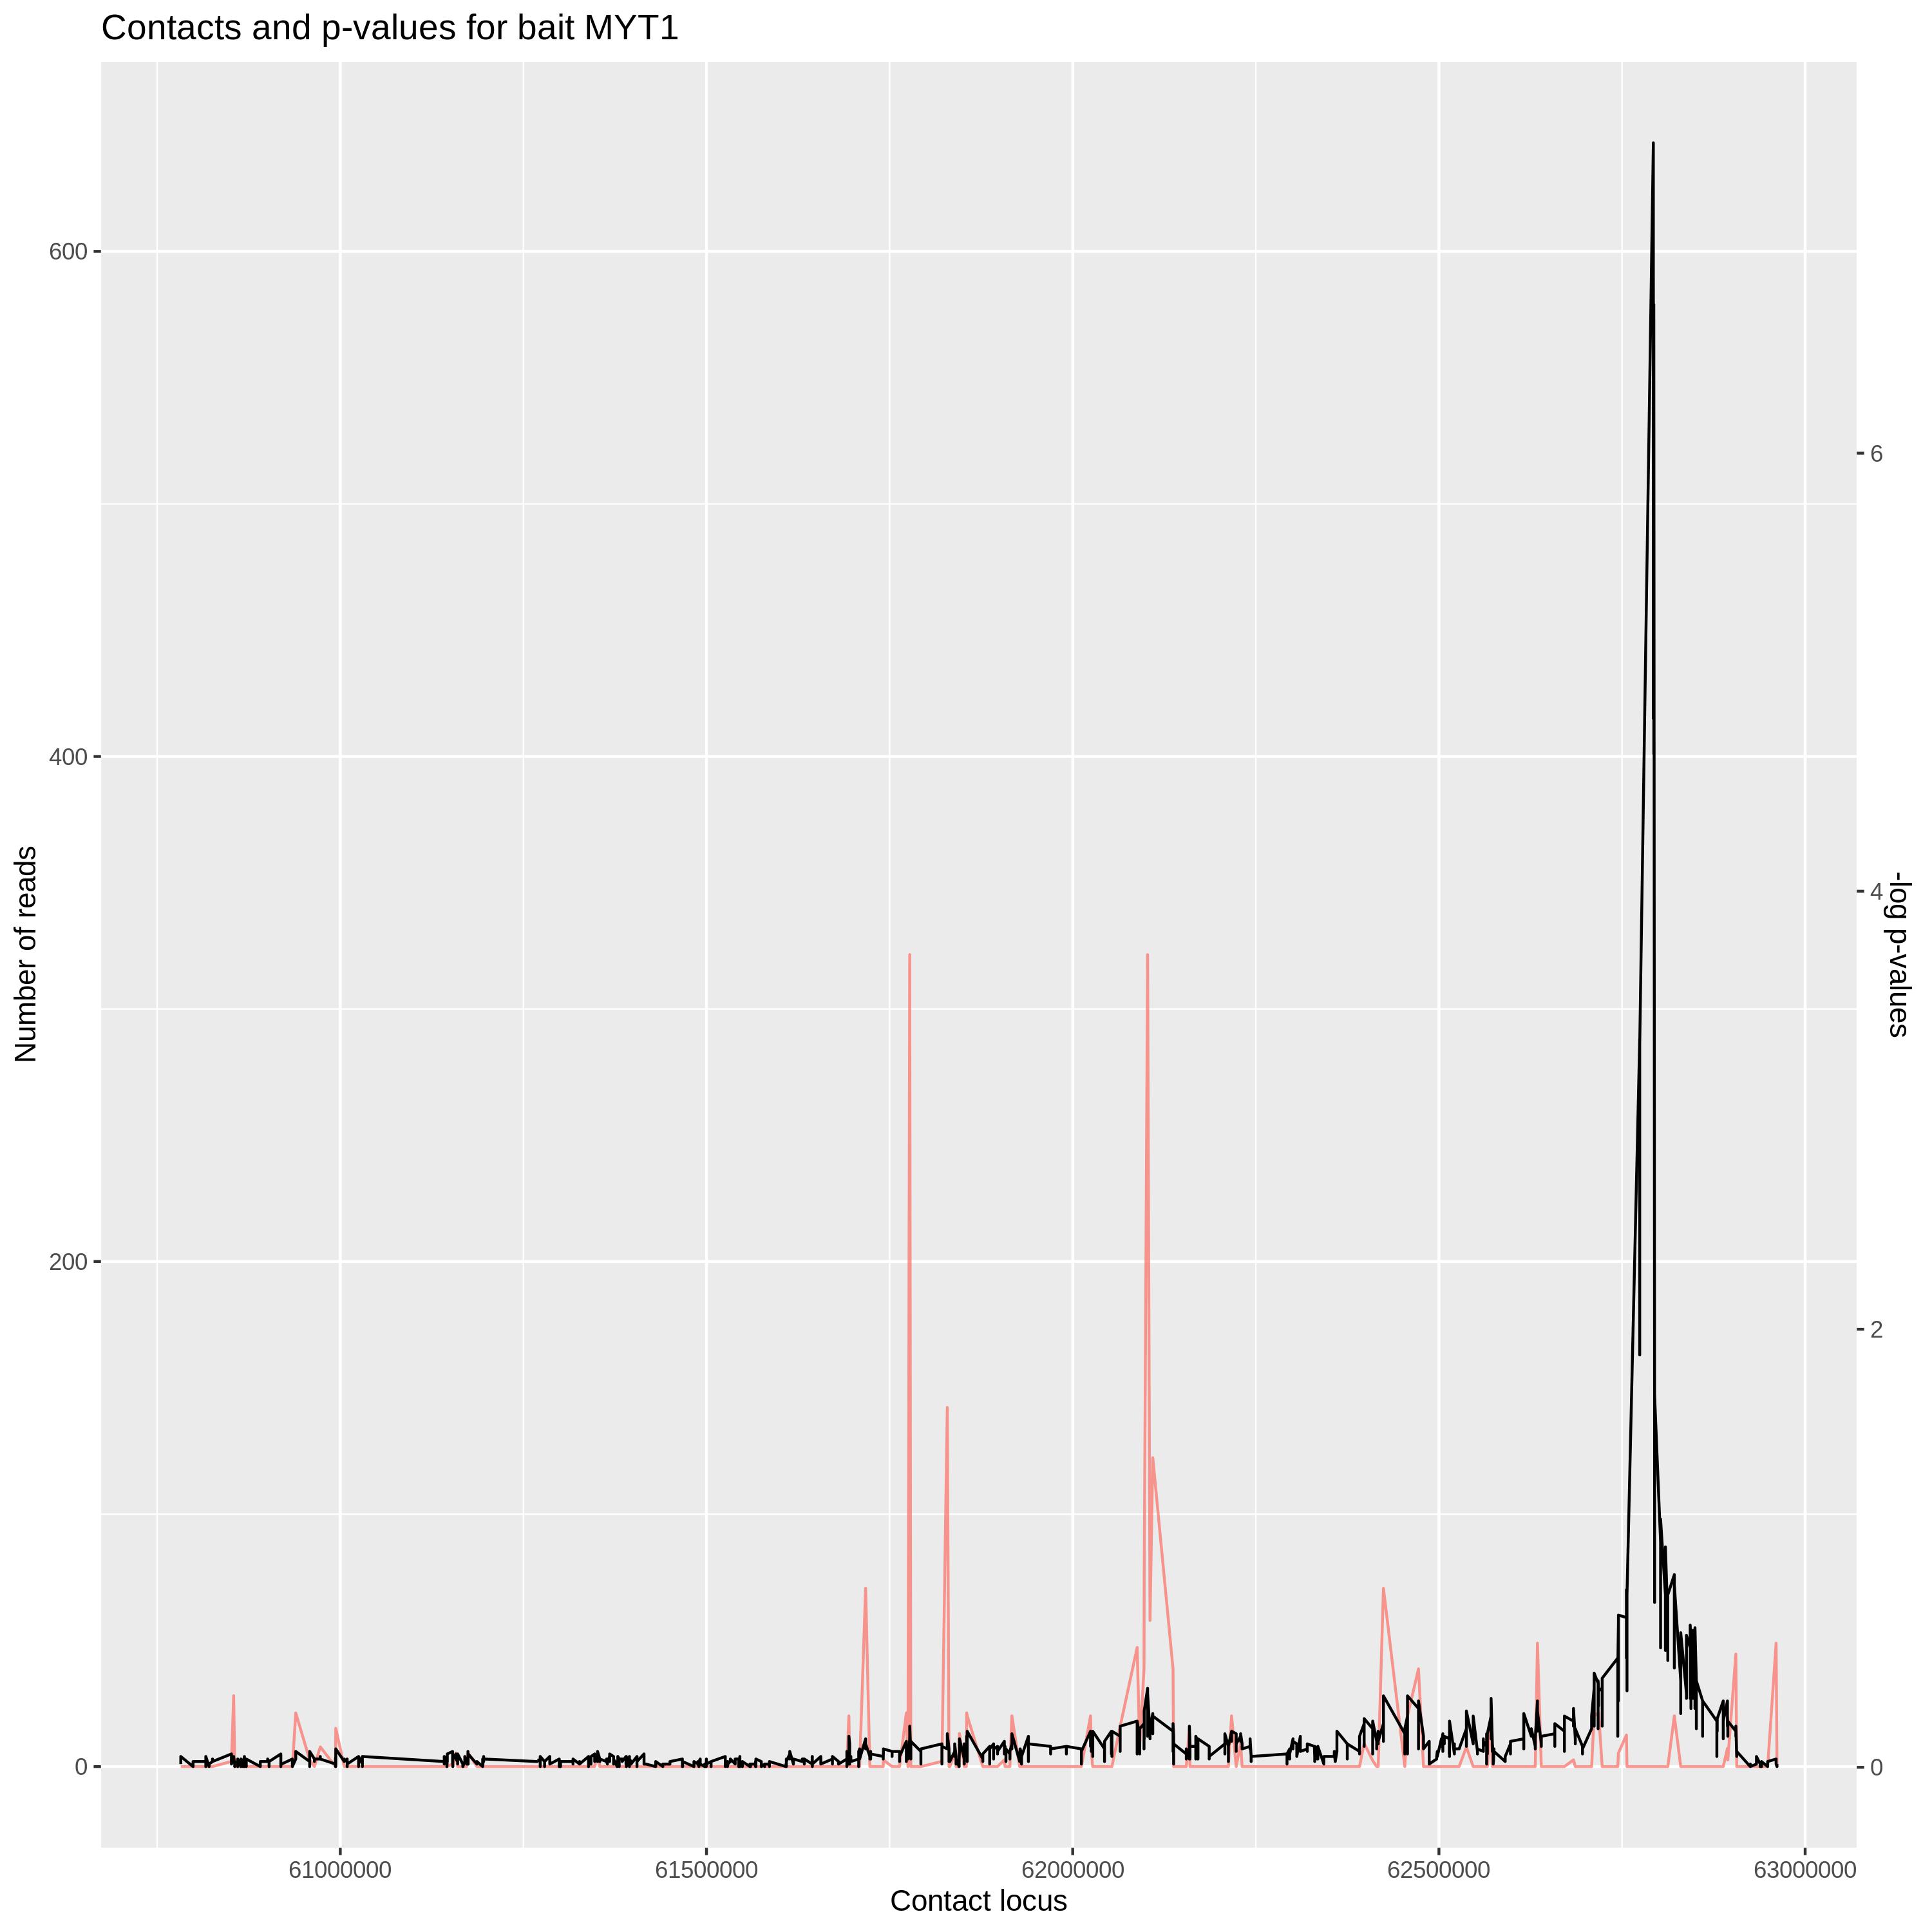 Contacts and p-values for bait MYT1
600
400
200
0
Number of reads
6
4
2
0
-log p-values
61000000 61500000 62000000 62500000 63000000
Contact locus